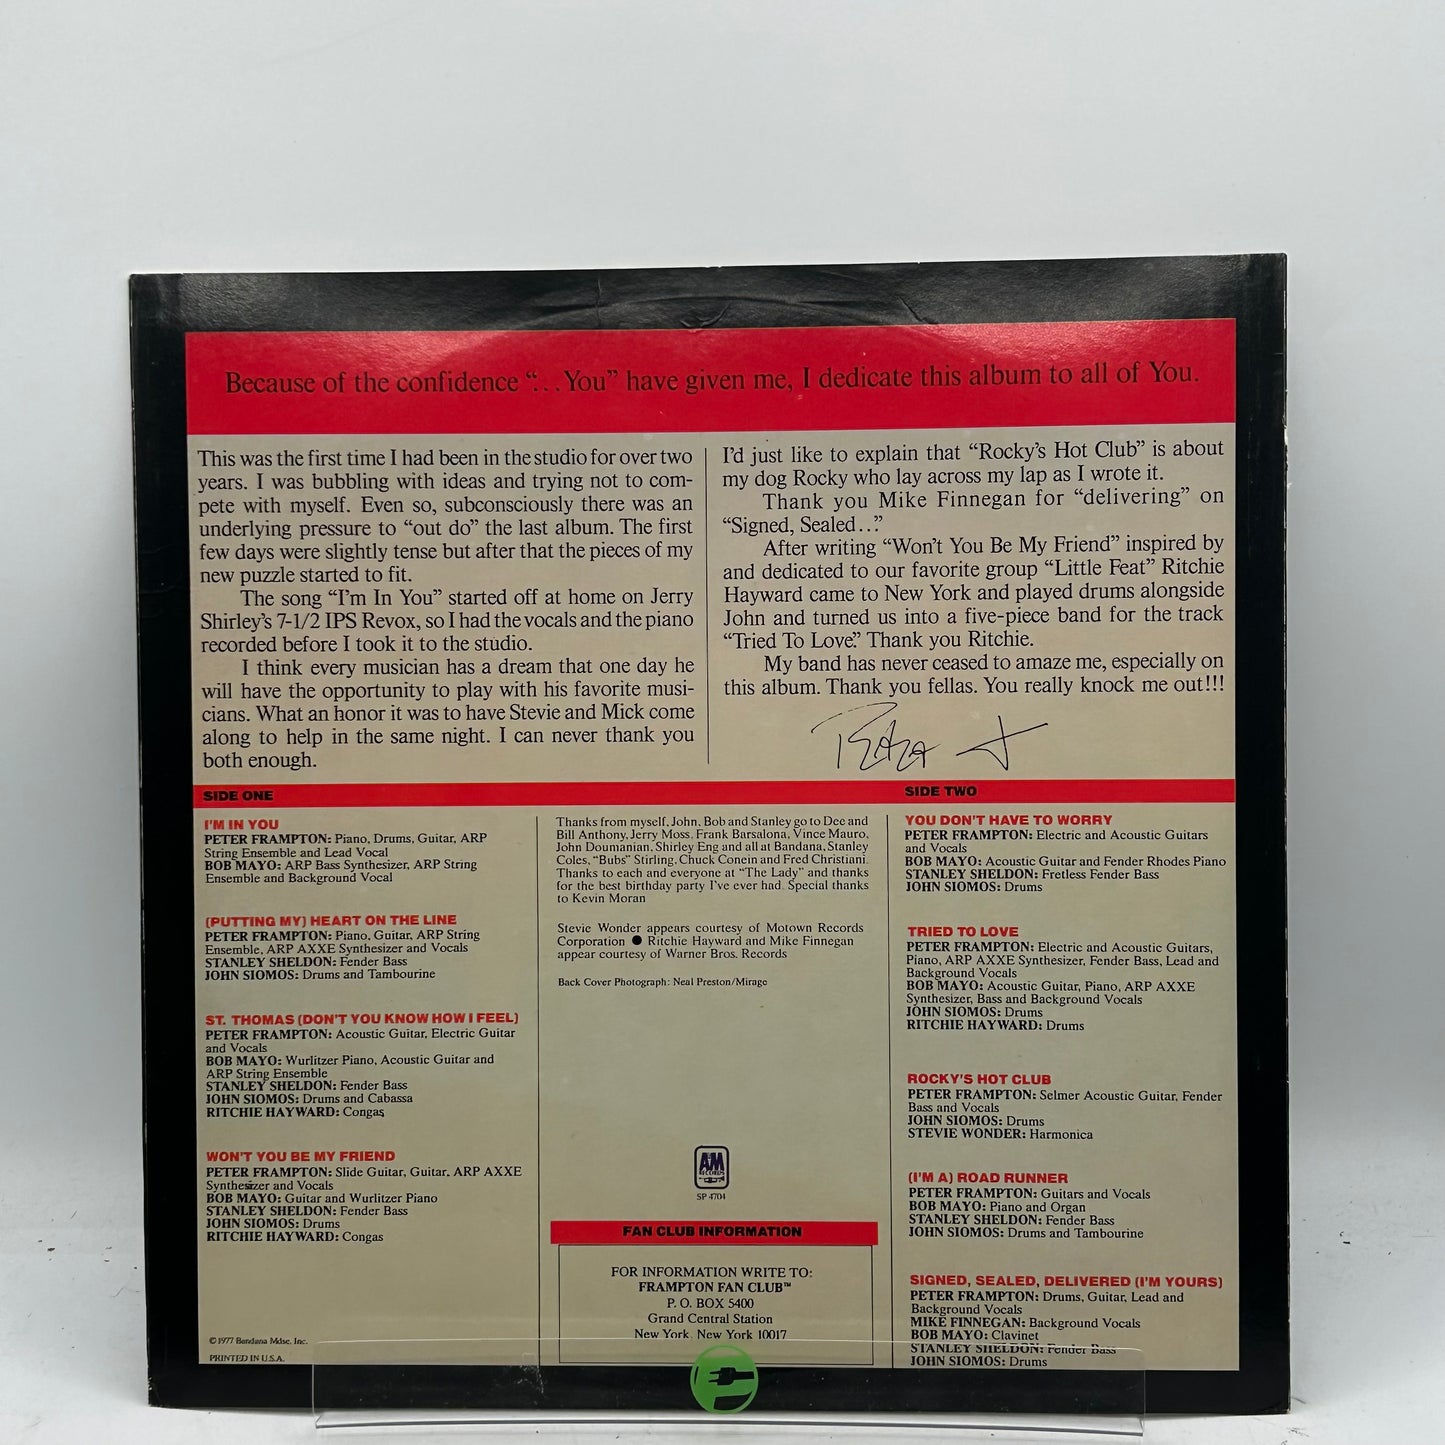 Because of the confidence “. . . You” have given me, I dedicate this album to all of You.
This was the first time I had been in the studio for over two
years. I was bubbling with ideas and trying not to com-
pete with myself. Even so, subconsciously there was an
underlying pressure to “out do” the last album. The first
few days were slightly tense but after that the pieces of my
new puzzle started to fit.
The song “I’m In You” started off at home on Jerry
Shirley’s 7-1/2 IPS Revox, so I had the vocals and the piano
recorded before I took it to the studio.
I think every musician has a dream that one day he
will have the opportunity to play with his favorite musi-
cians. What an honor it was to have Stevie and Mick come
along to help in the same night. I can never thank you
both enough.
I’d just like to explain that “Rocky’s Hot Club” is about
my dog Rocky who lay across my lap as I wrote it.
Thank you Mike Finnegan for “delivering” on
“Signed, Sealed . . .”
After writing “Won’t You Be My Friend” inspired by
and dedicated to our favorite group “Little Feat” Ritchie
Hayward came to New York and played drums alongside
John and turned us into a five-piece band for the track
“Tried To Love.” Thank you Ritchie.
My band has never ceased to amaze me, especially on
this album. Thank you fellas. You really knock me out!!!
SIDE ONE
I'M IN YOU
PETER FRAMPTON: Piano, Drums, Guitar, ARP
String Ensemble and Lead Vocal
BOB MAYO: ARP Bass Synthesizer, ARP String
Ensemble and Background Vocal
(PUTTING MY) HEART ON THE LINE
PETER FRAMPTON: Piano, Guitar, ARP String
Ensemble, ARP AXXE Synthesizer and Vocals
STANLEY SHELDON: Fender Bass
JOHN SIOMOS: Drums and Tambourine
ST. THOMAS (DON'T YOU KNOW HOW I FEEL)
PETER FRAMPTON: Acoustic Guitar, Electric Guitar
and Vocals
BOB MAYO: Wurlitzer Piano, Acoustic Guitar and
ARP String Ensemble
STANLEY SHELDON: Fender Bass
JOHN SIOMOS: Drums and Cabassa
RITCHIE HAYWARD: Congas
WON'T YOU BE MY FRIEND
PETER FRAMPTON: Slide Guitar, Guitar, ARP AXXE
Synthesizer and Vocals
BOB MAYO: Guitar and Wurlitzer Piano
STANLEY SHELDON: Fender Bass
JOHN SIOMOS: Drums
RITCHIE HAYWARD: Congas
© 1977 Bandana Mdse. Inc.
PRINTED IN U.S.A.
Thanks from myself, John, Bob and Stanley go to Dee and
Bill Anthony, Jerry Moss, Frank Barsalona, Vince Mauro,
John Doumanian, Shirley Eng and all at Bandana, Stanley
Coles, "Bubs" Stirling, Chuck Conein and Fred Christiani.
Thanks to each and everyone at "The Lady" and thanks
for the best birthday party I've ever had. Special thanks
to Kevin Moran
Stevie Wonder appears courtesy of Motown Records
Corporation ● Ritchie Hayward and Mike Finnegan
appear courtesy of Warner Bros. Records
Back Cover Photograph: Neal Preston/Mirage
A&M
RECORDS
SP 4704
FAN CLUB INFORMATION
FOR INFORMATION WRITE TO:
FRAMPTON FAN CLUB™
P. O. BOX 5400
Grand Central Station
New York, New York 10017
SIDE TWO
YOU DON'T HAVE TO WORRY
PETER FRAMPTON: Electric and Acoustic Guitars
and Vocals
BOB MAYO: Acoustic Guitar and Fender Rhodes Piano
STANLEY SHELDON: Fretless Fender Bass
JOHN SIOMOS: Drums
TRIED TO LOVE
PETER FRAMPTON: Electric and Acoustic Guitars,
Piano, ARP AXXE Synthesizer, Fender Bass, Lead and
Background Vocals
BOB MAYO: Acoustic Guitar, Piano, ARP AXXE
Synthesizer, Bass and Background Vocals
JOHN SIOMOS: Drums
RITCHIE HAYWARD: Drums
ROCKY'S HOT CLUB
PETER FRAMPTON: Selmer Acoustic Guitar, Fender
Bass and Vocals
JOHN SIOMOS: Drums
STEVIE WONDER: Harmonica
(I'M A) ROAD RUNNER
PETER FRAMPTON: Guitars and Vocals
BOB MAYO: Piano and Organ
STANLEY SHELDON: Fender Bass
JOHN SIOMOS: Drums and Tambourine
SIGNED, SEALED, DELIVERED (I'M YOURS)
PETER FRAMPTON: Drums, Guitar, Lead and
Background Vocals
MIKE FINNEGAN: Background Vocals
BOB MAYO: Clavinet
STANLEY SHELDON: Fender Bass
JOHN SIOMOS: Drums